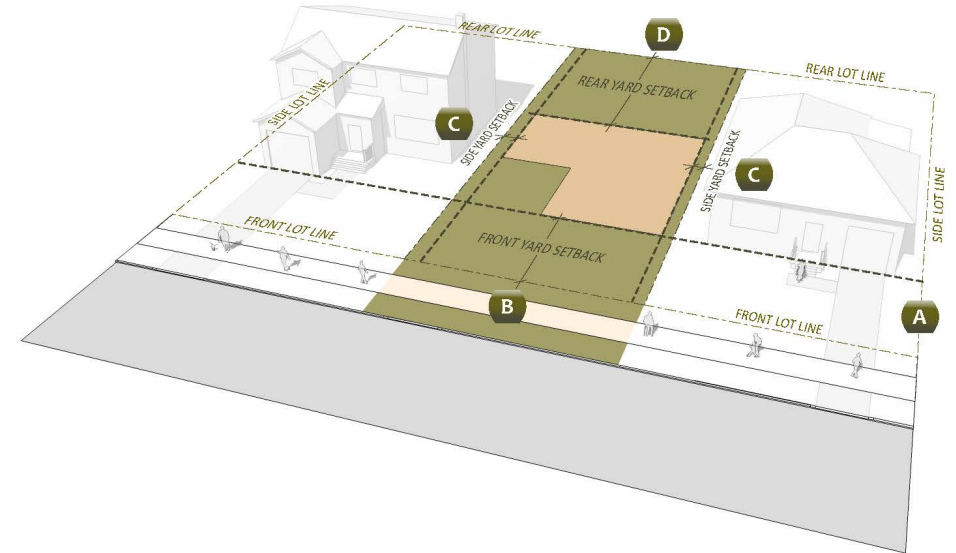 D
REAR LOT LINE
REAR LOT LINE
REAR YARD SETBACK
SIDE LOT LINE
C
SIDE YARD SETBACK
SIDE YARD SETBACK
C
SIDE LOT LINE
FRONT LOT LINE
FRONT YARD SETBACK
B
A
FRONT LOT LINE